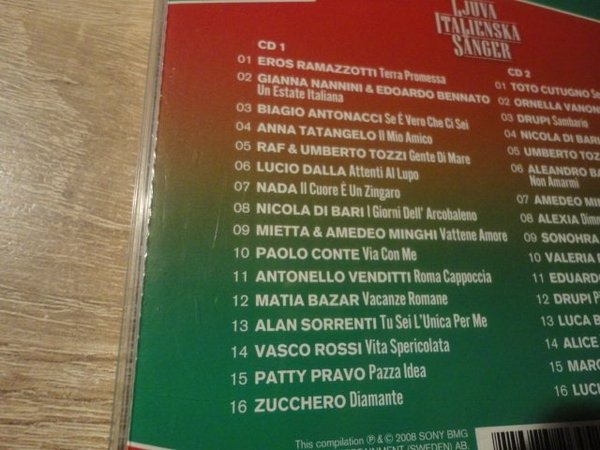 LJUVA
ITALIENSKA
SÅNGER
CD 1
01 EROS RAMAZZOTTI Terra Promessa
02 GIANNA NANNINI & EDOARDO BENNATO
Un Estate Italiana
03 BIAGIO ANTONACCI Se É Vero Che Ci Sei
04 ANNA TATANGELO Il Mio Amico
05 RAF & UMBERTO TOZZI Gente Di Mare
06 LUCIO DALLA Attenti Al Lupo
07 NADA Il Cuore É Un Zingaro
08 NICOLA DI BARI I Giorni Dell' Arcobaleno
09 MIETTA & AMEDEO MINGHI Vattene Amore
10 PAOLO CONTE Via Con Me
11 ANTONELLO VENDITTI Roma Cappoccia
12 MATIA BAZAR Vacanze Romane
13 ALAN SORRENTI Tu Sei L'Unica Per Me
14 VASCO ROSSI Vita Spericolata
15 PATTY PRAVO Pazza Idea
16 ZUCCHERO Diamante
CD 2
01 TOTO CUTUGNO
02 ORNELLA VANONI
03 DRUPI Sambario
04 NICOLA DI BARI
05 UMBERTO TOZZI
06 ALEANDRO
Non Amarmi
07 AMEDEO
08 ALEXIA
09 SONOHRA
10 VALERIA
11
12 DRUPI
13 LUCA
14 ALICE
15
16
This compilation ℗ & © 2008 SONY BMG
ENTERTAINMENT (SWEDEN) AB.